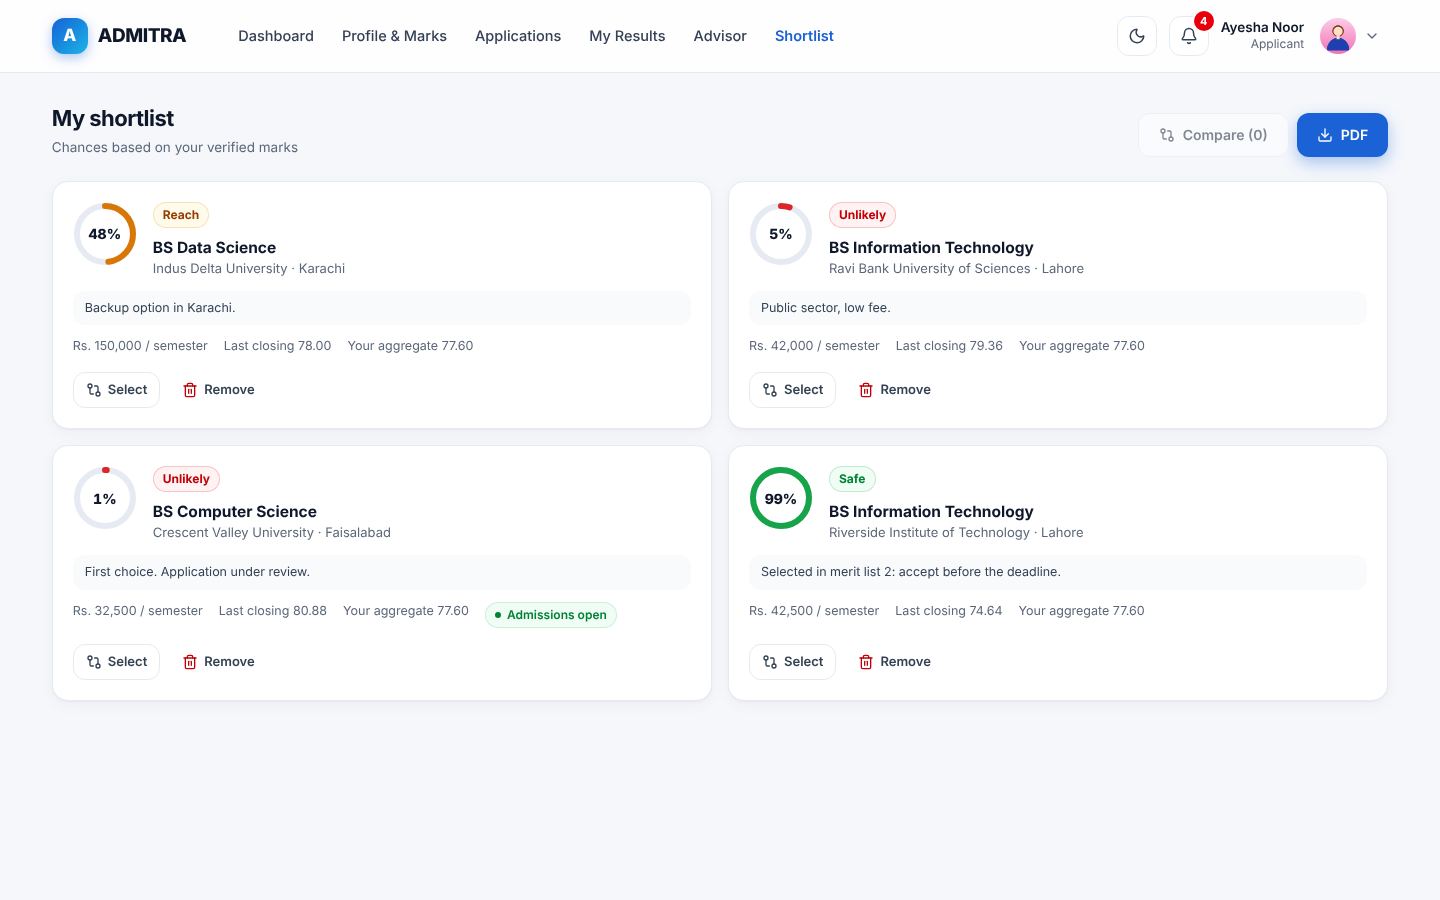 A ADMITRA Dashboard Profile & Marks Applications My Results Advisor Shortlist 4 Ayesha Noor
Applicant
My shortlist
Chances based on your verified marks
Compare (0) PDF
48% Reach
BS Data Science
Indus Delta University · Karachi
Backup option in Karachi.
Rs. 150,000 / semester Last closing 78.00 Your aggregate 77.60
Select Remove
5% Unlikely
BS Information Technology
Ravi Bank University of Sciences · Lahore
Public sector, low fee.
Rs. 42,000 / semester Last closing 79.36 Your aggregate 77.60
Select Remove
1% Unlikely
BS Computer Science
Crescent Valley University · Faisalabad
First choice. Application under review.
Rs. 32,500 / semester Last closing 80.88 Your aggregate 77.60 Admissions open
Select Remove
99% Safe
BS Information Technology
Riverside Institute of Technology · Lahore
Selected in merit list 2: accept before the deadline.
Rs. 42,500 / semester Last closing 74.64 Your aggregate 77.60
Select Remove